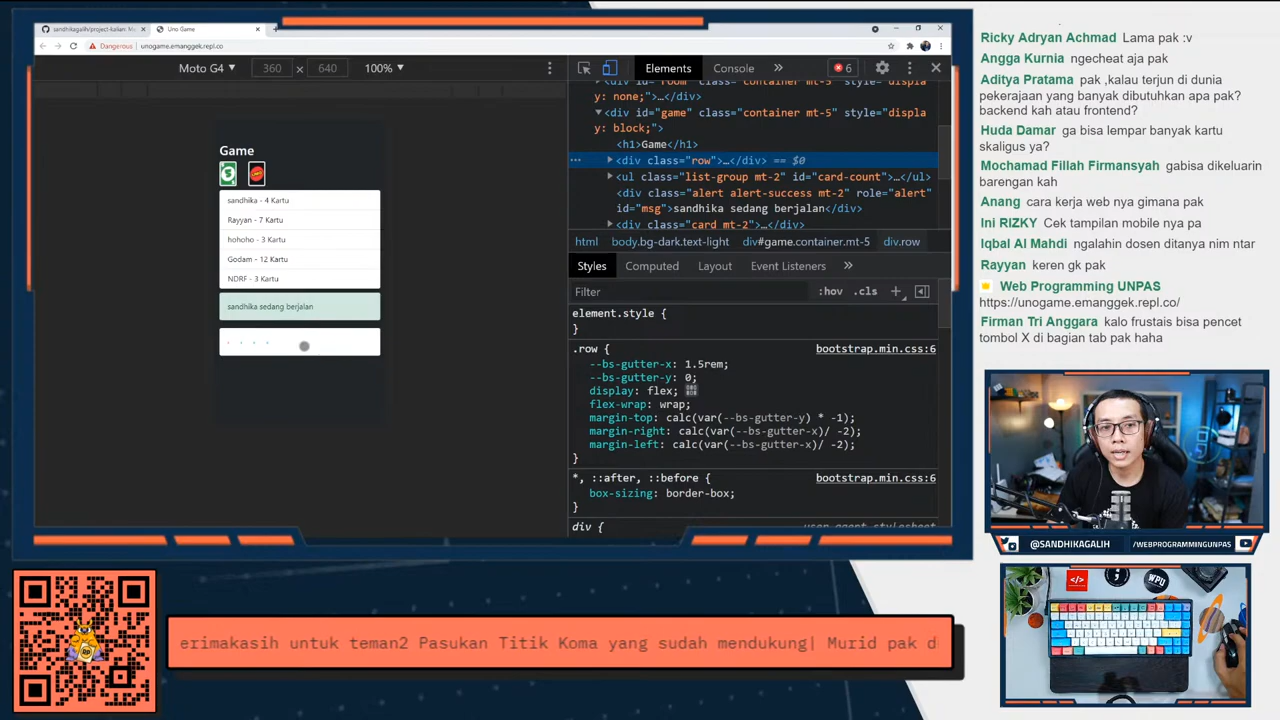 sandhikagalih/project-kalian: Me
Uno Game
Dangerous
unogame.emanggek.repl.co
Moto G4
360
640
100%
Elements
Console
6
Game
sandhika - 4 Kartu
Rayyan - 7 Kartu
hohoho - 3 Kartu
Godam - 12 Kartu
NDRF - 3 Kartu
sandhika sedang berjalan
y: none;">…</div>
<div id="game" class="container mt-5" style="displa
y: block;">
<h1>Game</h1>
<div class="row">…</div> == $0
<ul class="list-group mt-2" id="card-count">…</ul>
<div class="alert alert-success mt-2" role="alert"
id="msg">sandhika sedang berjalan</div>
<div class="card mt-2">…</div>
html
body.bg-dark.text-light
div#game.container.mt-5
div.row
Styles
Computed
Layout
Event Listeners
Filter
:hov
.cls
element.style {
}
.row {
bootstrap.min.css:6
--bs-gutter-x: 1.5rem;
--bs-gutter-y: 0;
display: flex;
flex-wrap: wrap;
margin-top: calc(var(--bs-gutter-y) * -1);
margin-right: calc(var(--bs-gutter-x)/ -2);
margin-left: calc(var(--bs-gutter-x)/ -2);
}
*, ::after, ::before {
bootstrap.min.css:6
box-sizing: border-box;
}
div {
user agent stylesheet
Ricky Adryan Achmad Lama pak :v
Angga Kurnia ngecheat aja pak
Aditya Pratama pak ,kalau terjun di dunia
pekerajaan yang banyak dibutuhkan apa pak?
backend kah atau frontend?
Huda Damar ga bisa lempar banyak kartu
skaligus ya?
Mochamad Fillah Firmansyah gabisa dikeluarin
barengan kah
Anang cara kerja web nya gimana pak
Ini RIZKY Cek tampilan mobile nya pa
Iqbal Al Mahdi ngalahin dosen ditanya nim ntar
Rayyan keren gk pak
Web Programming UNPAS
https://unogame.emanggek.repl.co/
Firman Tri Anggara kalo frustais bisa pencet
tombol X di bagian tab pak haha
@SANDHIKAGALIH
/WEBPROGRAMMINGUNPAS
</>
;
WPU
erimakasih untuk teman2 Pasukan Titik Koma yang sudah mendukung| Murid pak d